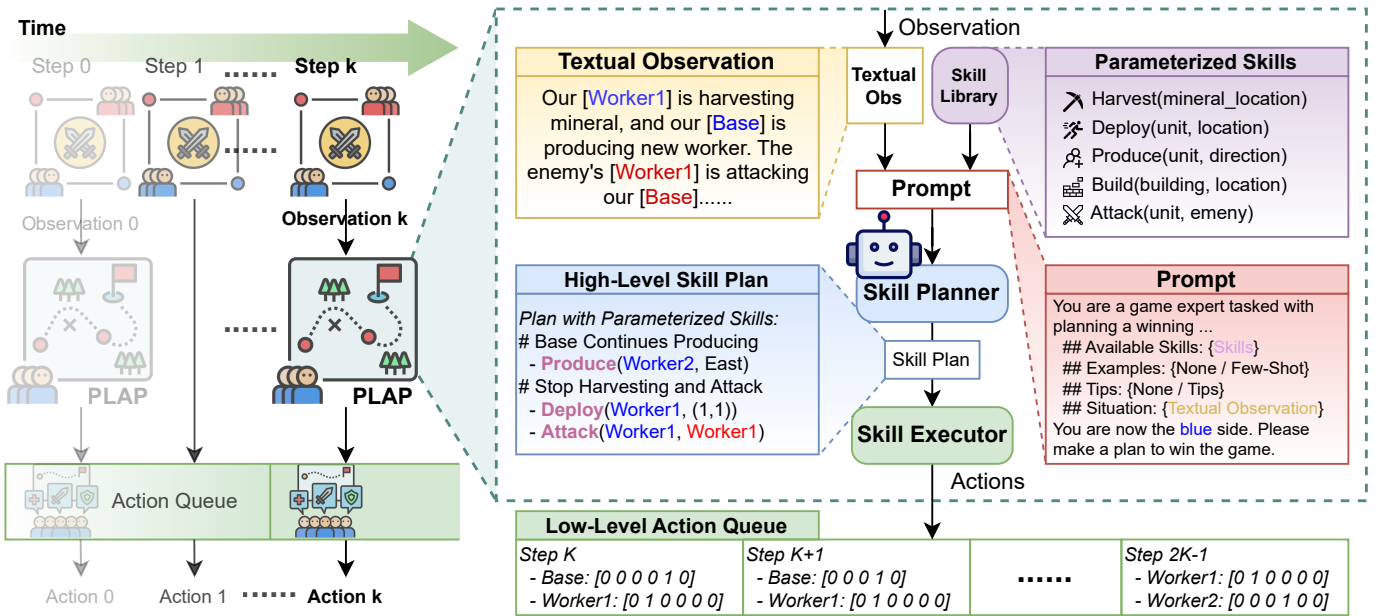 Time
Step 0
Step 1
......
Step k
Observation 0
Observation k
PLAP
......
PLAP
Action Queue
Action 0
Action 1
......
Action k
Observation
Textual Observation
Our [Worker1] is harvesting
mineral, and our [Base] is
producing new worker. The
enemy's [Worker1] is attacking
our [Base]......
Textual
Obs
Skill
Library
Parameterized Skills
Harvest(mineral_location)
Deploy(unit, location)
Produce(unit, direction)
Build(building, location)
Attack(unit, emeny)
Prompt
High-Level Skill Plan
Plan with Parameterized Skills:
# Base Continues Producing
- Produce(Worker2, East)
# Stop Harvesting and Attack
- Deploy(Worker1, (1,1))
- Attack(Worker1, Worker1)
Skill Planner
Skill Plan
Skill Executor
Actions
Prompt
You are a game expert tasked with
planning a winning ...
## Available Skills: {Skills}
## Examples: {None / Few-Shot}
## Tips: {None / Tips}
## Situation: {Textual Observation}
You are now the blue side. Please
make a plan to win the game.
Low-Level Action Queue
Step K
- Base: [0 0 0 0 1 0]
- Worker1: [0 1 0 0 0 0]
Step K+1
- Base: [0 0 0 1 0]
- Worker1: [0 1 0 0 0 0]
......
Step 2K-1
- Worker1: [0 1 0 0 0 0]
- Worker2: [0 0 0 1 0 0]